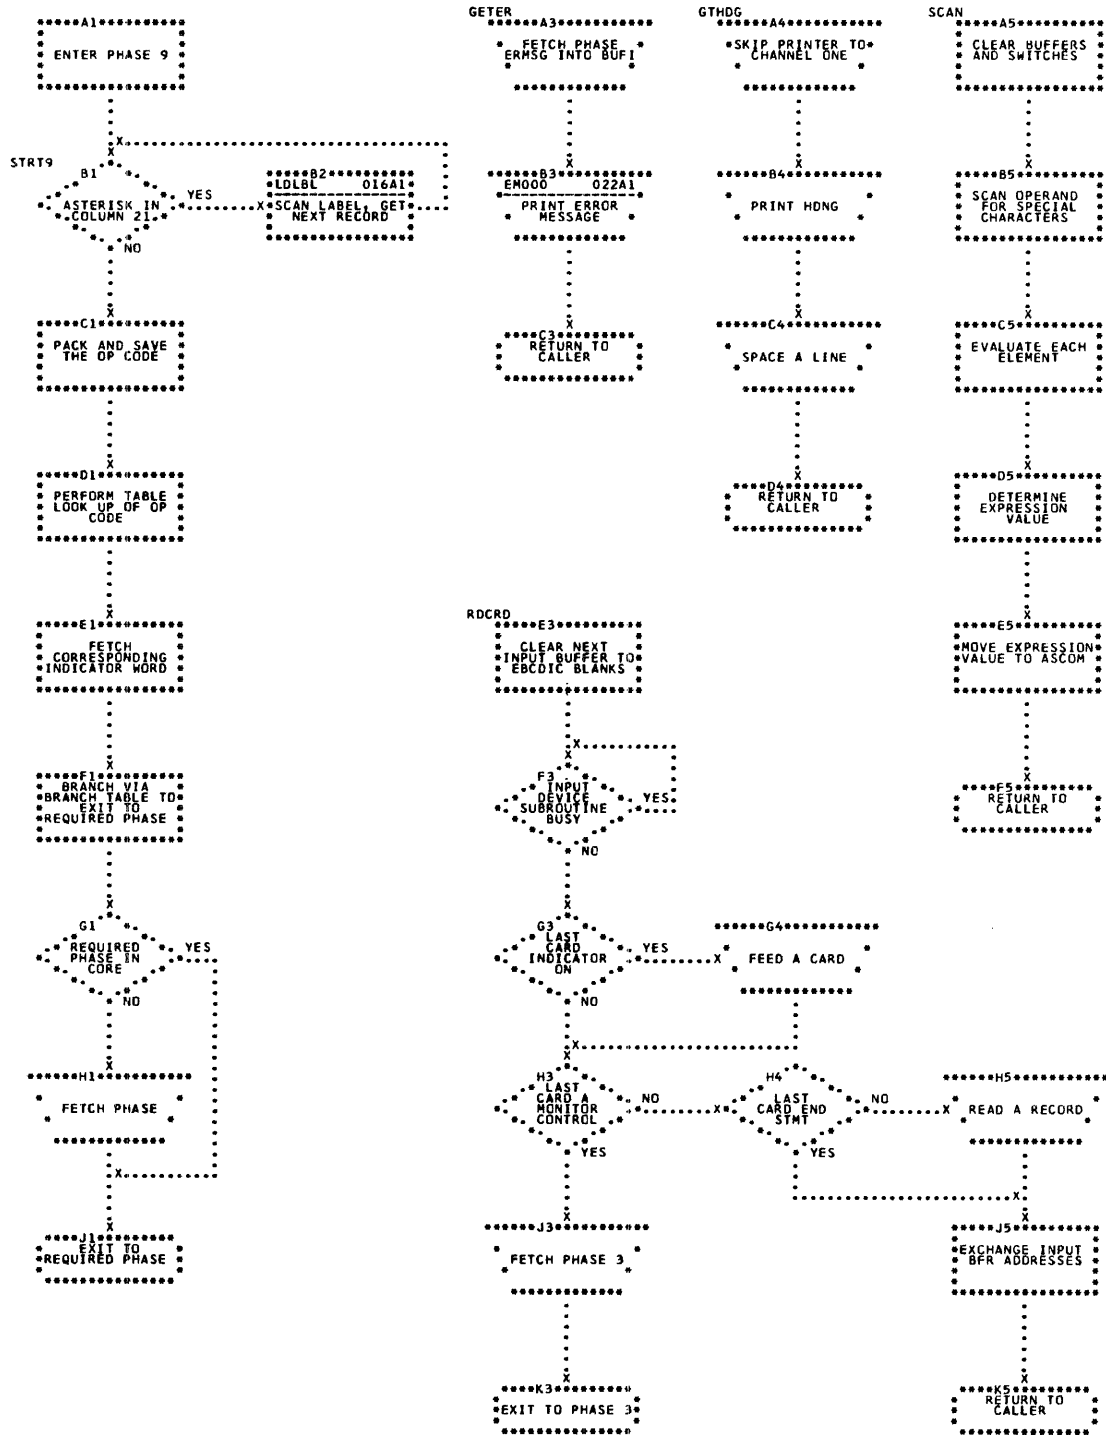 A1
ENTER PHASE 9
STRT9
B1
ASTERISK IN
COLUMN 21
YES
NO
B2
LDLBL 016A1
SCAN LABEL, GET
NEXT RECORD
C1
PACK AND SAVE
THE OP CODE
D1
PERFORM TABLE
LOOK UP OF OP
CODE
E1
FETCH
CORRESPONDING
INDICATOR WORD
F1
BRANCH VIA
BRANCH TABLE TO
EXIT TO
REQUIRED PHASE
G1
REQUIRED
PHASE IN
CORE
YES
NO
H1
FETCH PHASE
J1
EXIT TO
REQUIRED PHASE
GETER
A3
FETCH PHASE
ERMSG INTO BUFI
B3
EM000 022A1
PRINT ERROR
MESSAGE
C3
RETURN TO
CALLER
GTHDG
A4
SKIP PRINTER TO
CHANNEL ONE
B4
PRINT HDNG
C4
SPACE A LINE
D4
RETURN TO
CALLER
SCAN
A5
CLEAR BUFFERS
AND SWITCHES
B5
SCAN OPERAND
FOR SPECIAL
CHARACTERS
C5
EVALUATE EACH
ELEMENT
D5
DETERMINE
EXPRESSION
VALUE
E5
MOVE EXPRESSION
VALUE TO ASCOM
F5
RETURN TO
CALLER
RDCRD
E3
CLEAR NEXT
INPUT BUFFER TO
EBCDIC BLANKS
F3
INPUT
DEVICE
SUBROUTINE
BUSY
YES
NO
G3
LAST
CARD
INDICATOR
ON
YES
NO
G4
FEED A CARD
H3
LAST
CARD A
MONITOR
CONTROL
NO
YES
H4
LAST
CARD END
STMT
NO
YES
H5
READ A RECORD
J3
FETCH PHASE 3
J5
EXCHANGE INPUT
BFR ADDRESSES
K3
EXIT TO PHASE 3
K5
RETURN TO
CALLER